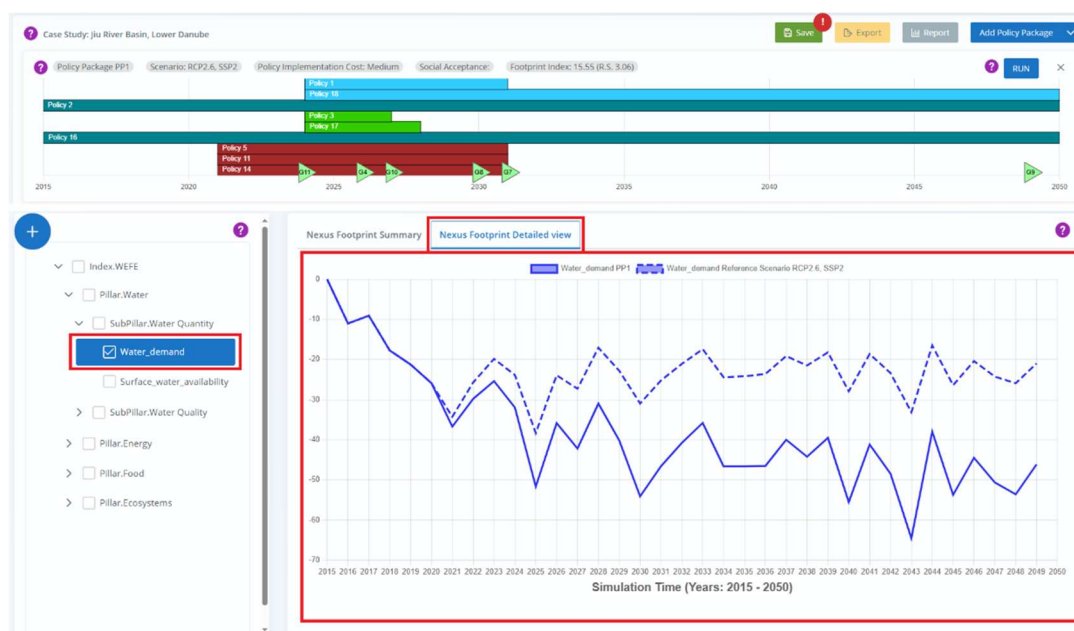 Case Study: Jiu River Basin, Lower Danube
!
Save
Export
Report
Add Policy Package
?
Policy Package PP1
Scenario: RCP2.6, SSP2
Policy Implementation Cost: Medium
Social Acceptance:
Footprint Index: 15.55 (R.S. 3.06)
?
RUN
Policy 1
Policy 18
Policy 2
Policy 3
Policy 17
Policy 16
Policy 5
Policy 11
Policy 14
G11
G4
G10
G8
G7
G9
2015 2020 2025 2030 2035 2040 2045 2050
+
?
Index.WEFE
Pillar.Water
SubPillar:Water Quantity
Water_demand
Surface_water_availability
SubPillar:Water Quality
Pillar.Energy
Pillar.Food
Pillar.Ecosystems
Nexus Footprint Summary
Nexus Footprint Detailed view
?
Water_demand PP1
Water_demand Reference Scenario RCP2.6, SSP2
0
-10
-20
-30
-40
-50
-60
-70
2015 2016 2017 2018 2019 2020 2021 2022 2023 2024 2025 2026 2027 2028 2029 2030 2031 2032 2033 2034 2035 2036 2037 2038 2039 2040 2041 2042 2043 2044 2045 2046 2047 2048 2049 2050
Simulation Time (Years: 2015 - 2050)